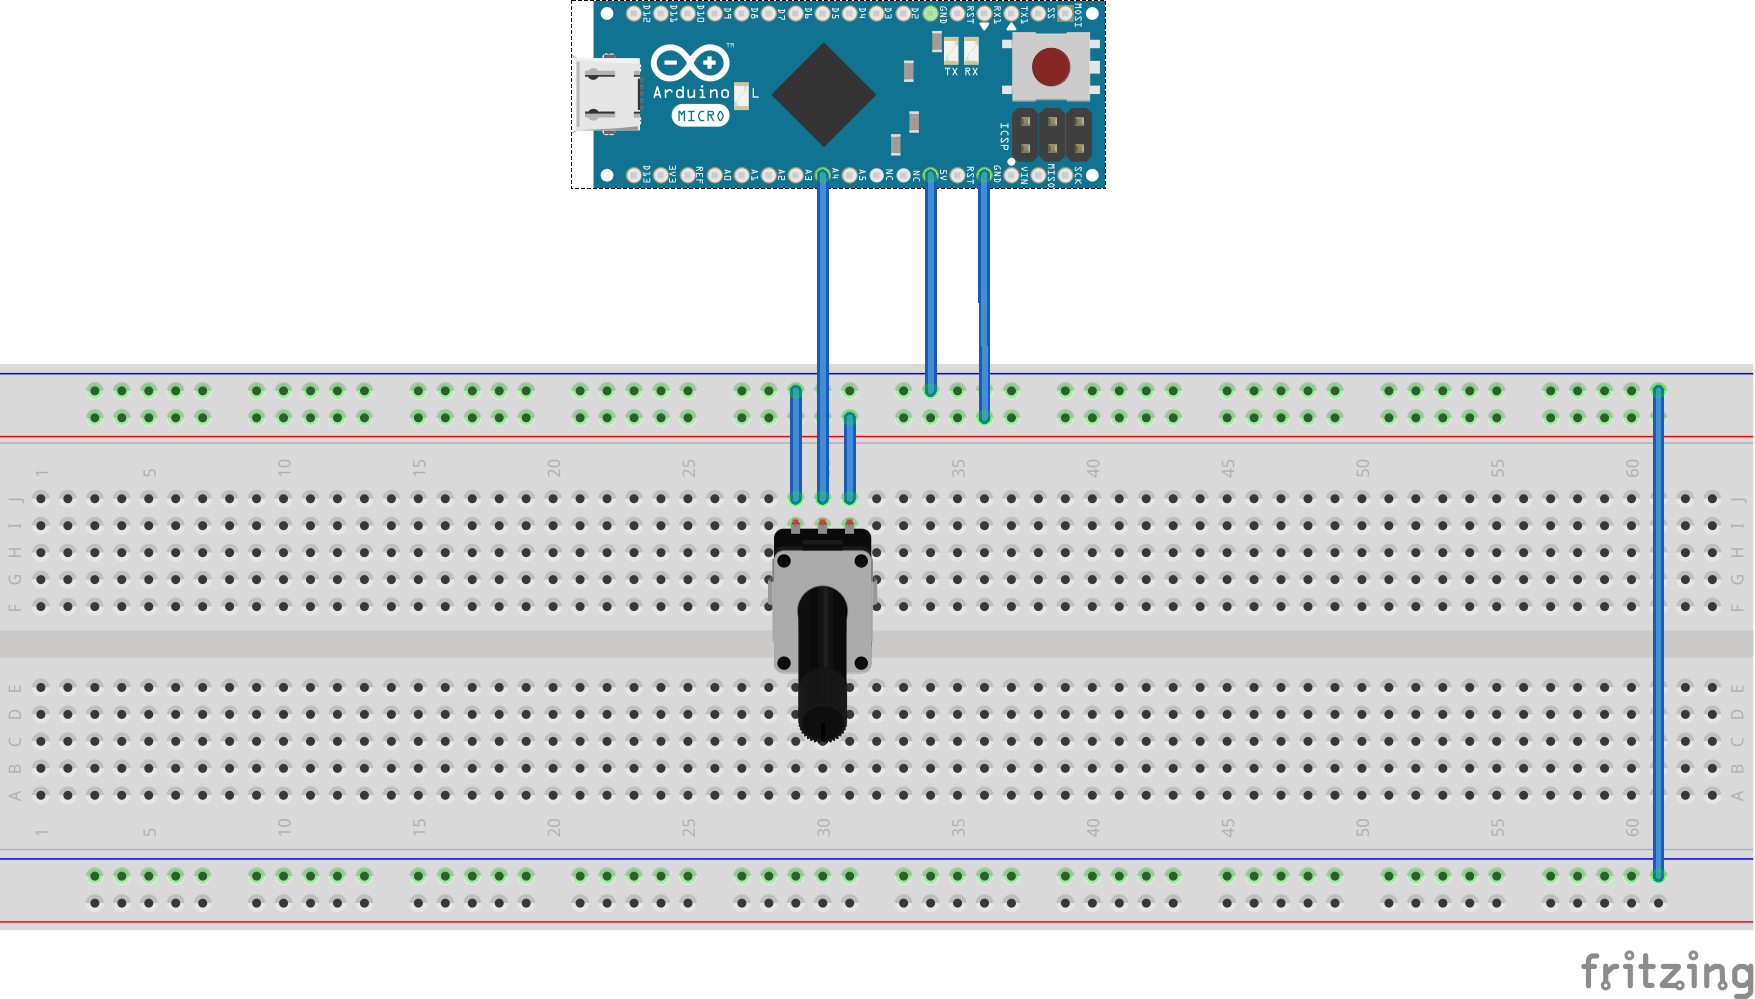 D12 D11 D10 D9 D8 D7 D6 D5 D4 D3 D2 GND RST RX1 TX1 SS MOSI
TM
TX RX
Arduino L
MICRO
ICSP
D13 3V3 REF A0 A1 A2 A3 A4 A5 NC NC 5V RST GND VIN MISO SCK
1 5 10 15 20 25 35 40 45 50 55 60
J J
I I
H H
G G
F F
E E
D D
C C
B B
A A
1 5 10 15 20 25 30 35 40 45 50 55 60
fritzing